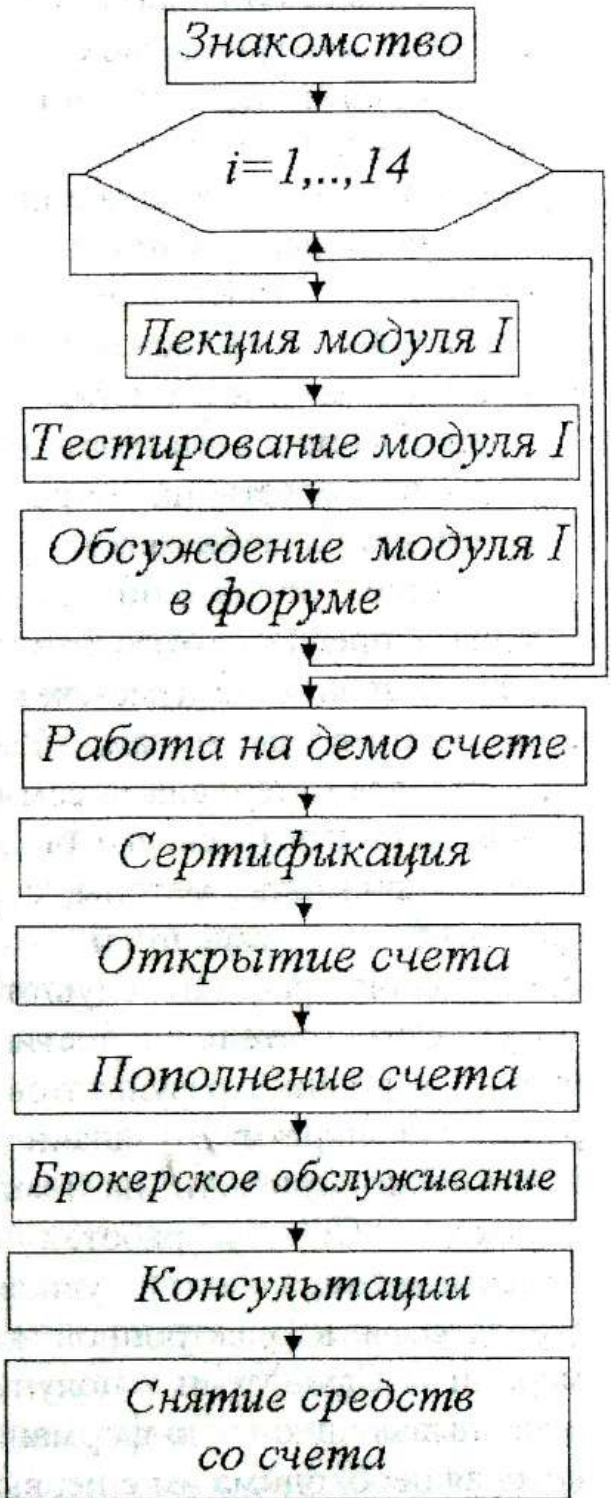 Знакомство
i=1,..,14
Лекция модуля I
Тестирование модуля I
Обсуждение модуля I
в форуме
Работа на демо счете
Сертификация
Открытие счета
Пополнение счета
Брокерское обслуживание
Консультации
Снятие средств
со счета